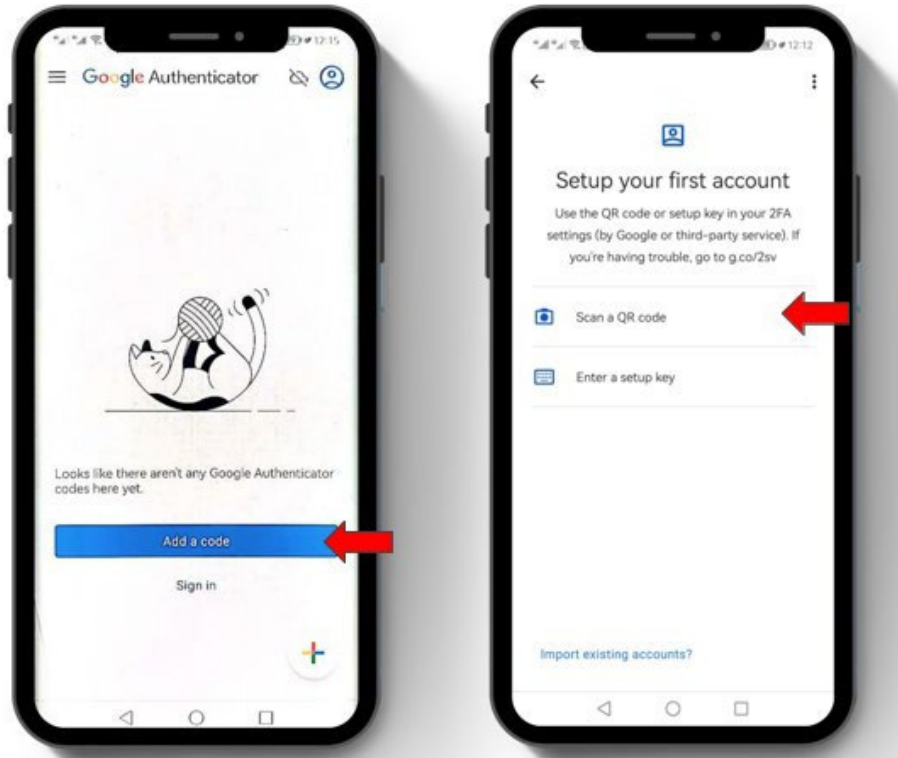 12:15
Google Authenticator
Looks like there aren't any Google Authenticator
codes here yet.
Add a code
Sign in
12:12
Setup your first account
Use the QR code or setup key in your 2FA
settings (by Google or third-party service). If
you're having trouble, go to g.co/2sv
Scan a QR code
Enter a setup key
Import existing accounts?